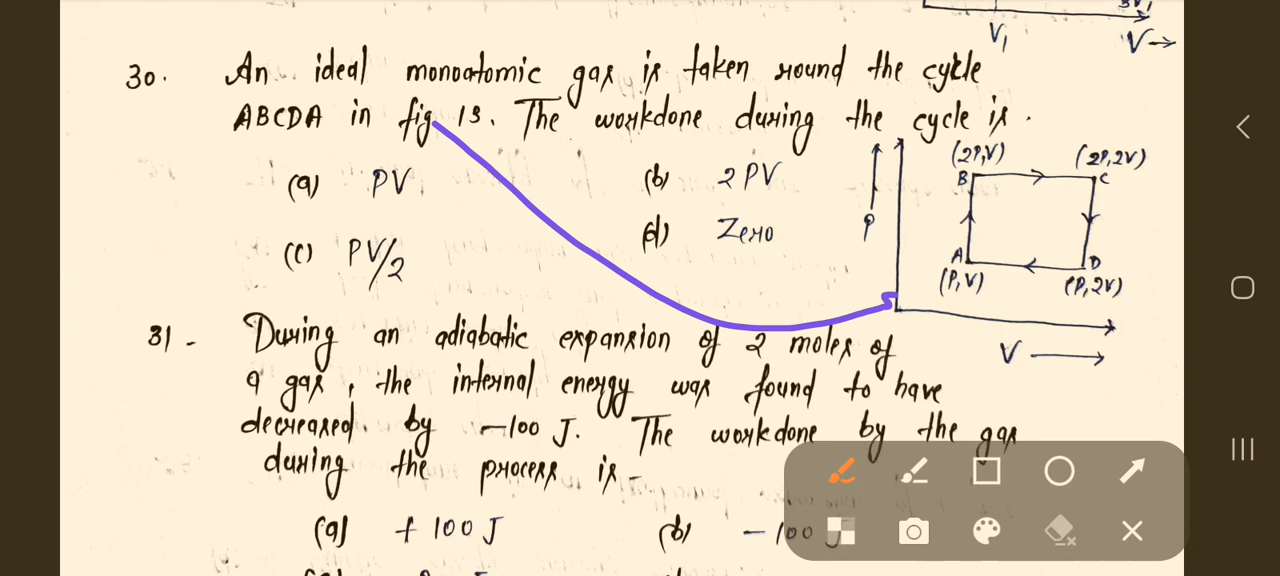 3V1
V1
V→
30. An ideal monoatomic gas is taken round the cycle
ABCDA in fig 13. The workdone during the cycle is.
(a) PV (b) 2PV
(c) PV/2 (d) Zero
P
(2P,V) (2P,2V)
B C
A D
(P,V) (P,2V)
V
31- During an adiabatic expansion of 2 moles of
a gas, the internal energy was found to have
decreased. by -100 J. The workdone by the gas
during the process is-
(a) + 100 J (b) - 100 J